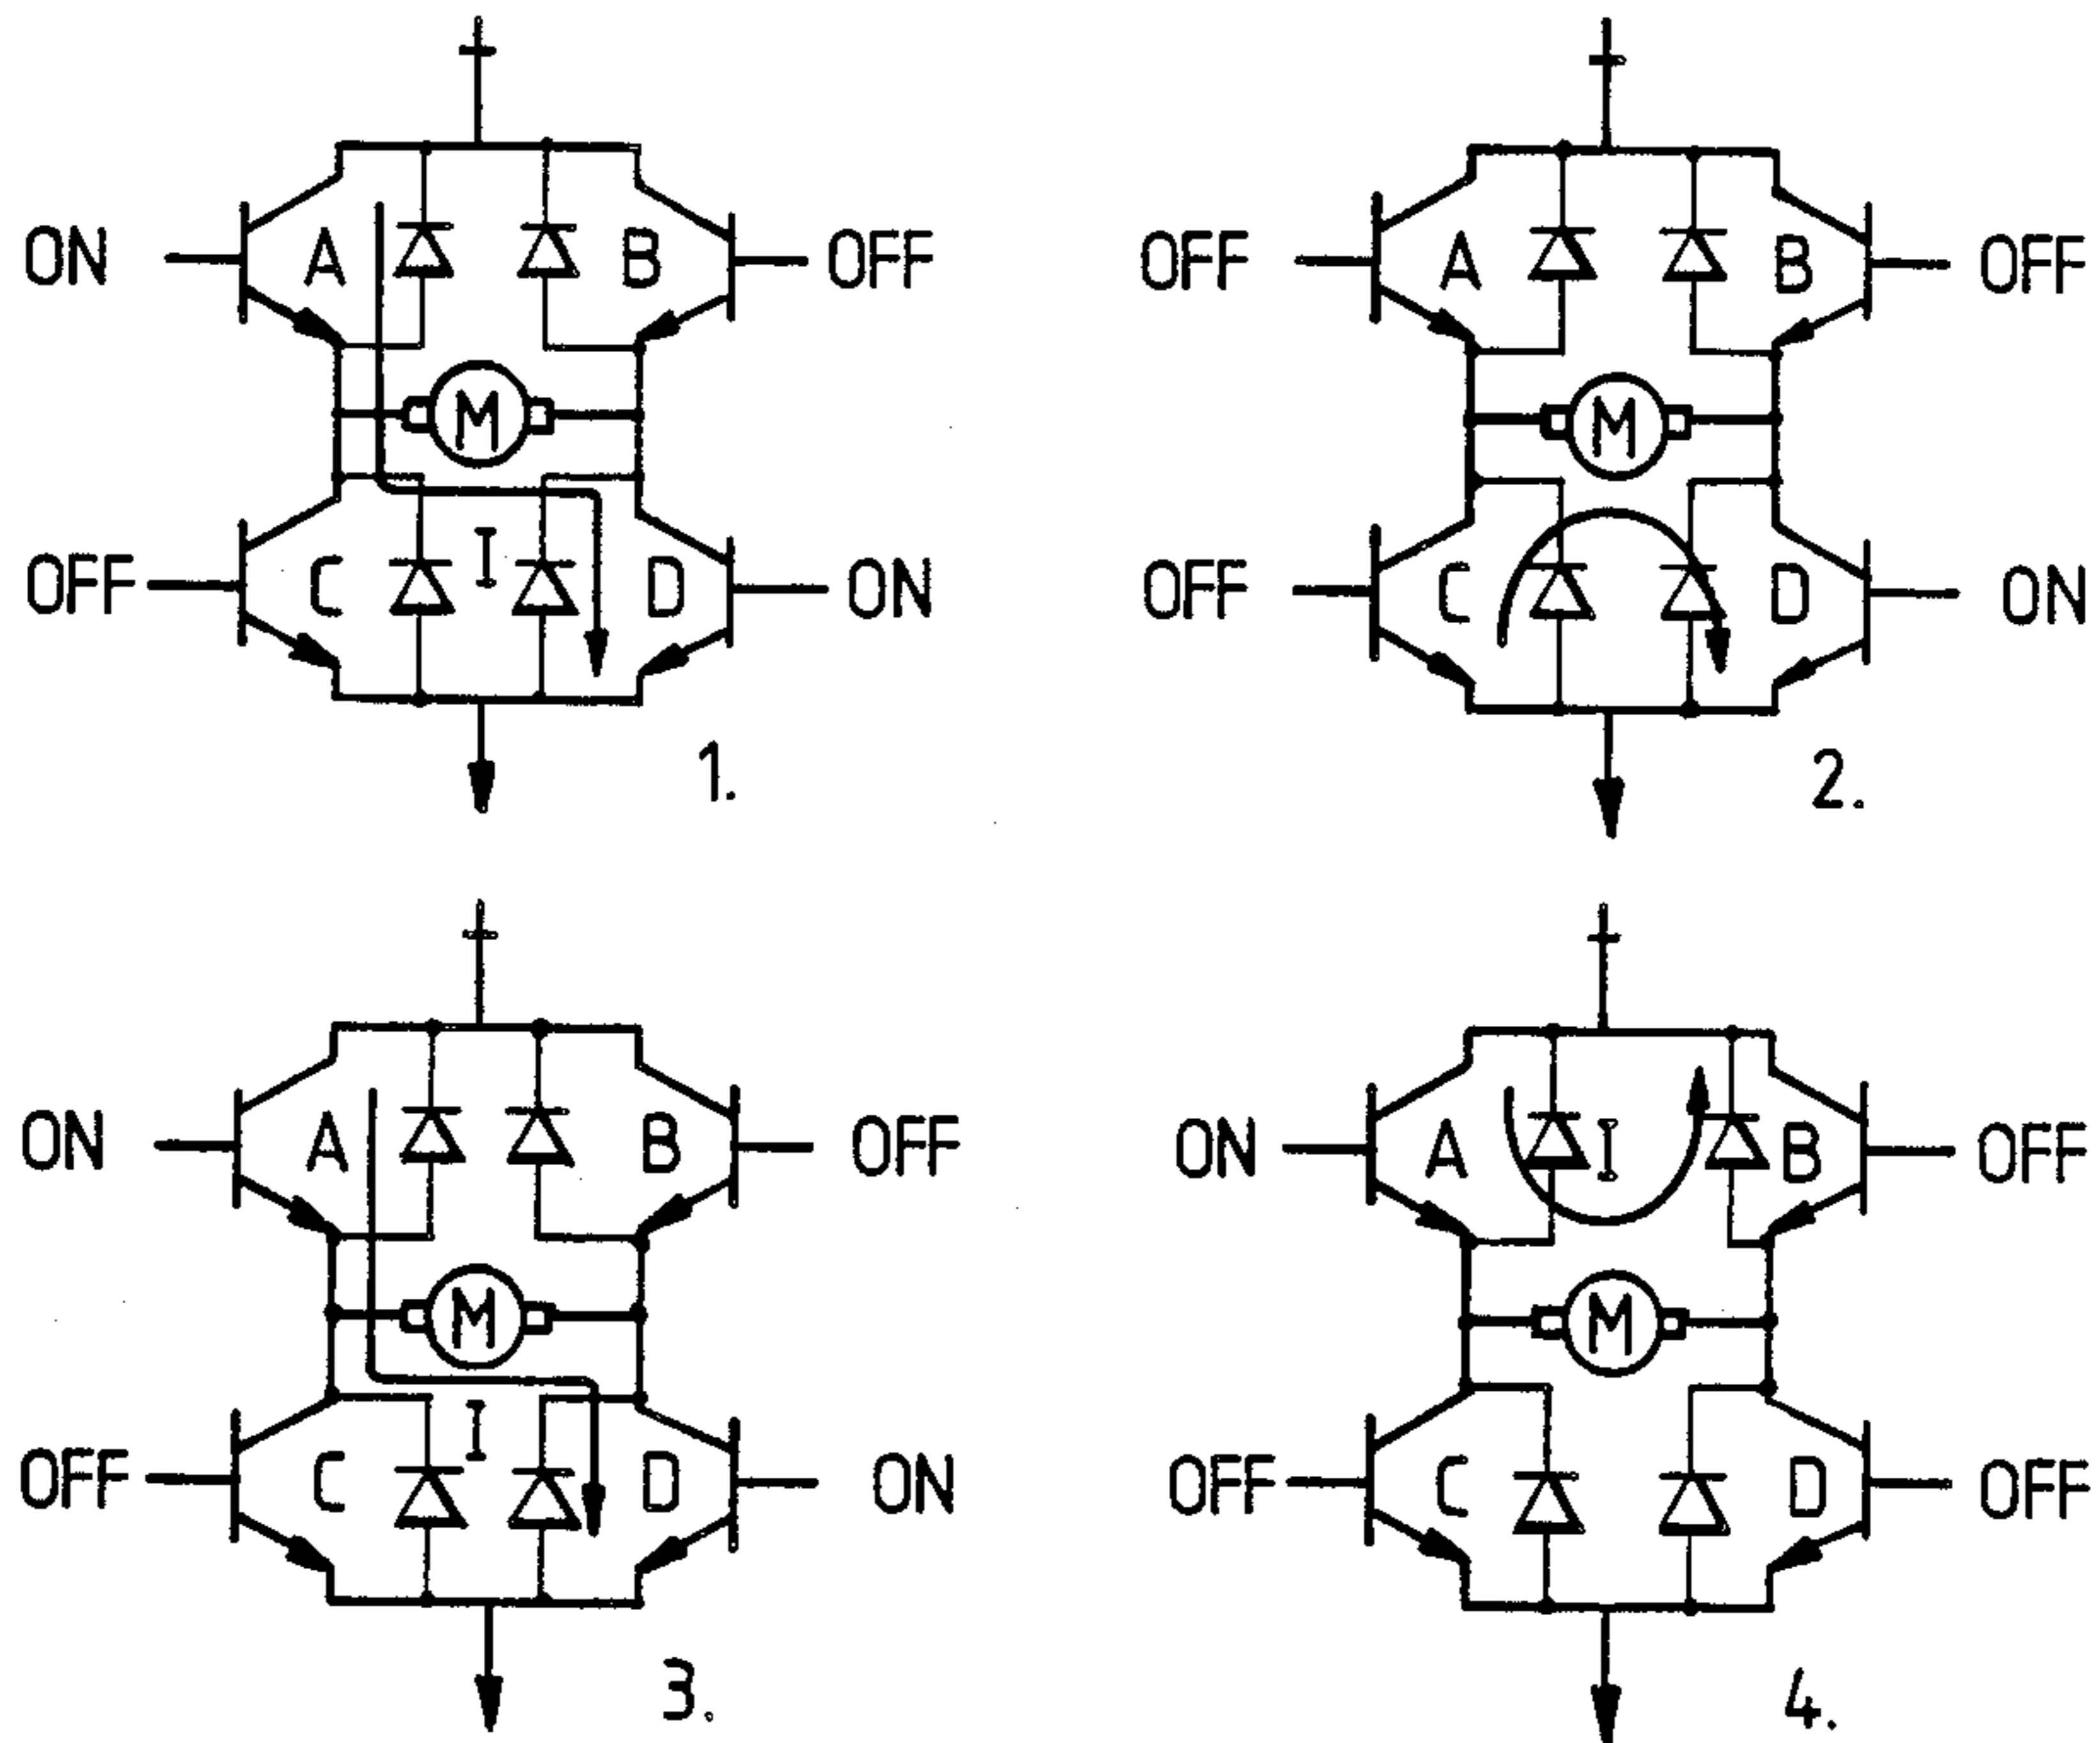 ON A B OFF
M
OFF C I D ON
1.
OFF A B OFF
M
OFF C D ON
2.
ON A B OFF
M
OFF C I D ON
3.
ON A I B OFF
M
OFF C D OFF
4.